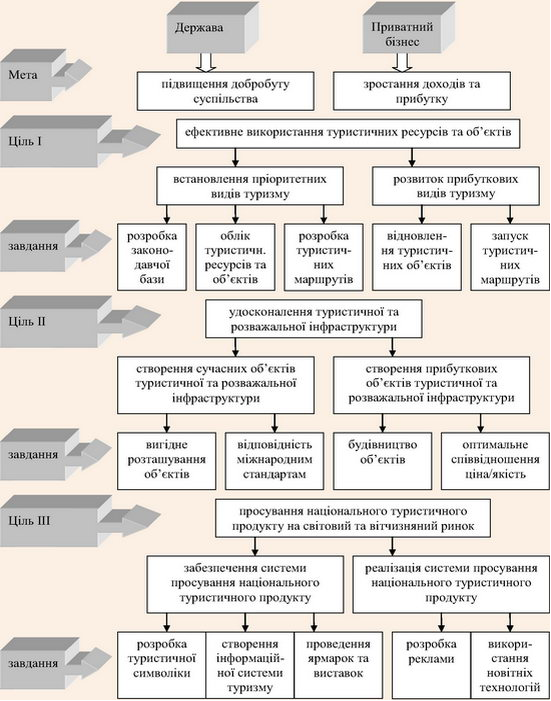 Держава
Приватний
бізнес
Мета
підвищення добробуту
суспільства
зростання доходів та
прибутку
Ціль I
ефективне використання туристичних ресурсів та об'єктів
встановлення пріоритетних
видів туризму
розвиток прибуткових
видів туризму
завдання
розробка
законо-
давчої
бази
облік
туристичн.
ресурсів та
об'єктів
розробка
туристич-
них
маршрутів
відновлен-
ня туристич-
них об'єктів
запуск
туристич-
них
маршрутів
Ціль II
удосконалення туристичної та
розважальної інфраструктури
створення сучасних об'єктів
туристичної та розважальної
інфраструктури
створення прибуткових
об'єктів туристичної та
розважальної інфраструктури
завдання
вигідне
розташування
об'єктів
відповідність
міжнародним
стандартам
будівництво
об'єктів
оптимальне
співвідношення
ціна/якість
Ціль III
просування національного туристичного
продукту на світовий та вітчизняний ринок
забезпечення системи
просування національного
туристичного продукту
реалізація системи просування
національного туристичного
продукту
завдання
розробка
туристичної
символіки
створення
інформацій-
ної системи
туризму
проведення
ярмарок та
виставок
розробка
реклами
викори-
стання
новітніх
технологій